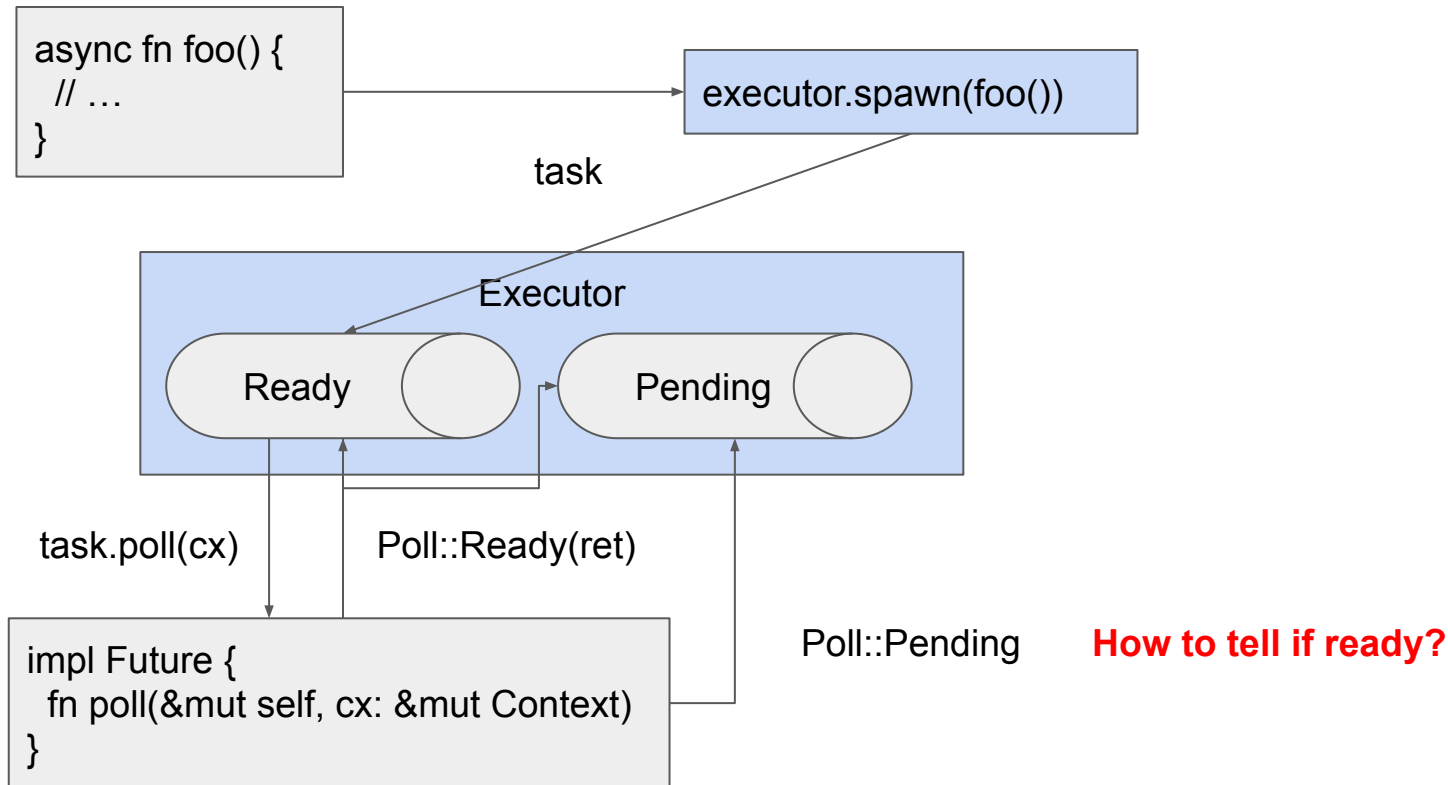 async fn foo() {
// …
}
executor.spawn(foo())
task
Executor
Ready
Pending
task.poll(cx)
Poll::Ready(ret)
impl Future {
fn poll(&mut self, cx: &mut Context)
}
Poll::Pending
How to tell if ready?